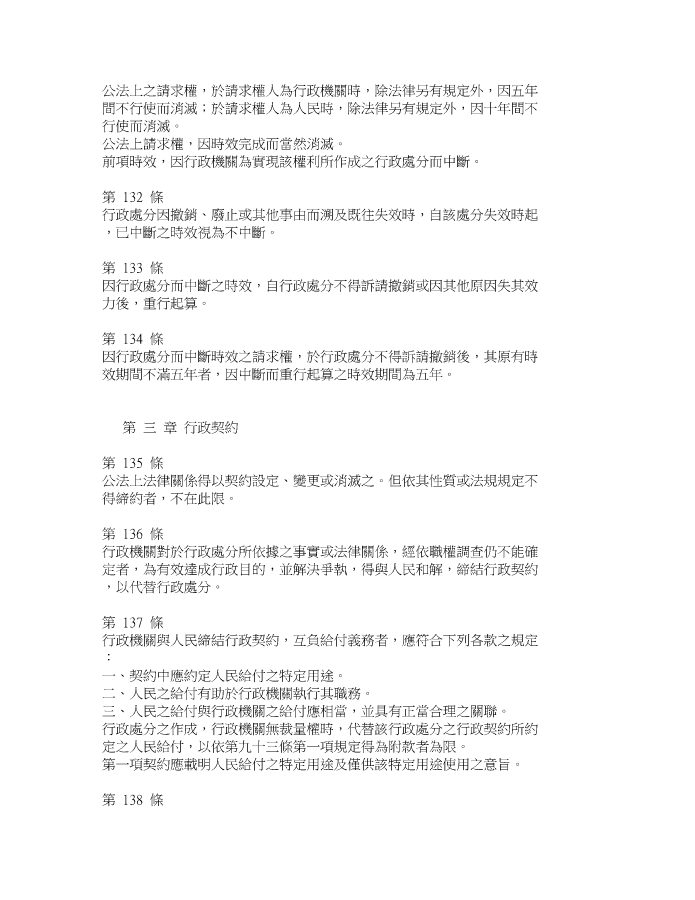 公法上之請求權，於請求權人為行政機關時，除法律另有規定外，因五年
間不行使而消滅；於請求權人為人民時，除法律另有規定外，因十年間不
行使而消滅。
公法上請求權，因時效完成而當然消滅。
前項時效，因行政機關為實現該權利所作成之行政處分而中斷。
第 132 條
行政處分因撤銷、廢止或其他事由而溯及既往失效時，自該處分失效時起
，已中斷之時效視為不中斷。
第 133 條
因行政處分而中斷之時效，自行政處分不得訴請撤銷或因其他原因失其效
力後，重行起算。
第 134 條
因行政處分而中斷時效之請求權，於行政處分不得訴請撤銷後，其原有時
效期間不滿五年者，因中斷而重行起算之時效期間為五年。
第 三 章 行政契約
第 135 條
公法上法律關係得以契約設定、變更或消滅之。但依其性質或法規規定不
得締約者，不在此限。
第 136 條
行政機關對於行政處分所依據之事實或法律關係，經依職權調查仍不能確
定者，為有效達成行政目的，並解決爭執，得與人民和解，締結行政契約
，以代替行政處分。
第 137 條
行政機關與人民締結行政契約，互負給付義務者，應符合下列各款之規定
：
一、契約中應約定人民給付之特定用途。
二、人民之給付有助於行政機關執行其職務。
三、人民之給付與行政機關之給付應相當，並具有正當合理之關聯。
行政處分之作成，行政機關無裁量權時，代替該行政處分之行政契約所約
定之人民給付，以依第九十三條第一項規定得為附款者為限。
第一項契約應載明人民給付之特定用途及僅供該特定用途使用之意旨。
第 138 條